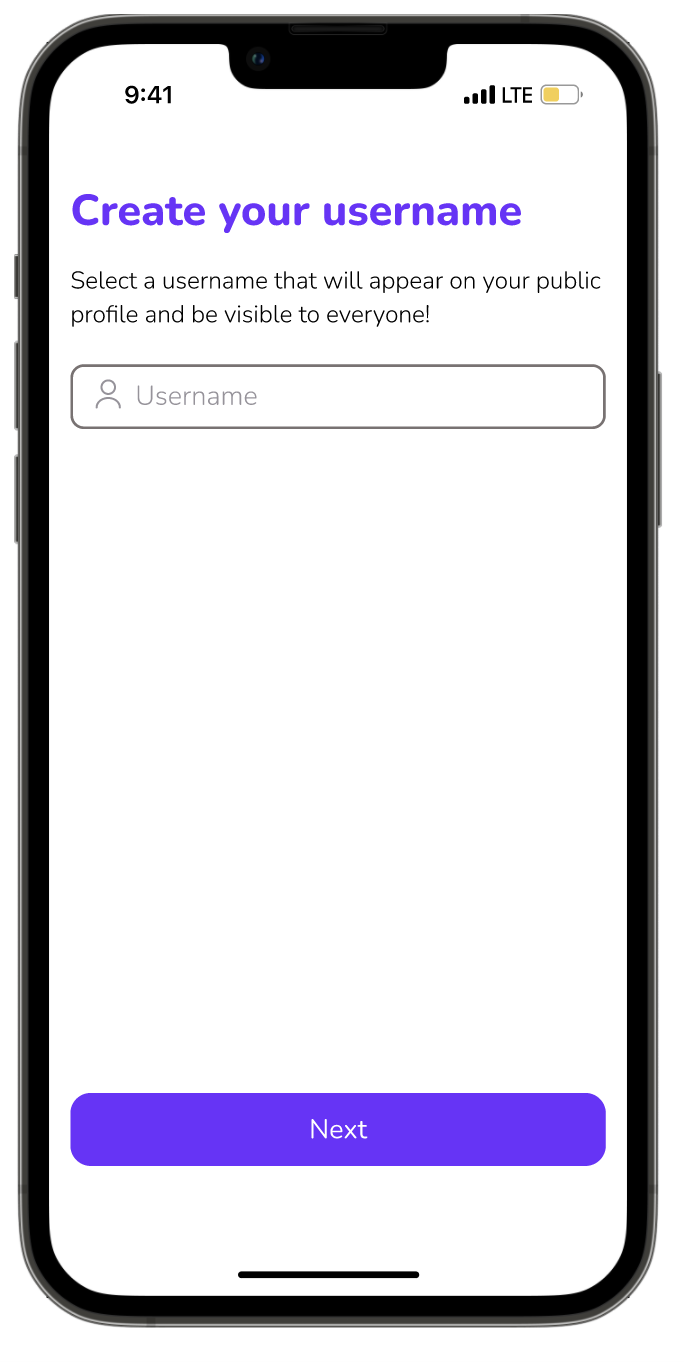 9:41 LTE
Create your username
Select a username that will appear on your public
profile and be visible to everyone!
Username
Next